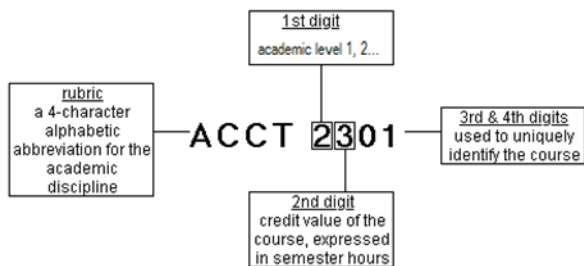 1st digit
academic level 1, 2...
rubric
a 4-character
alphabetic
abbreviation for the
academic
discipline
ACCT 2301
3rd & 4th digits
used to uniquely
identify the course
2nd digit
credit value of the
course, expressed
in semester hours